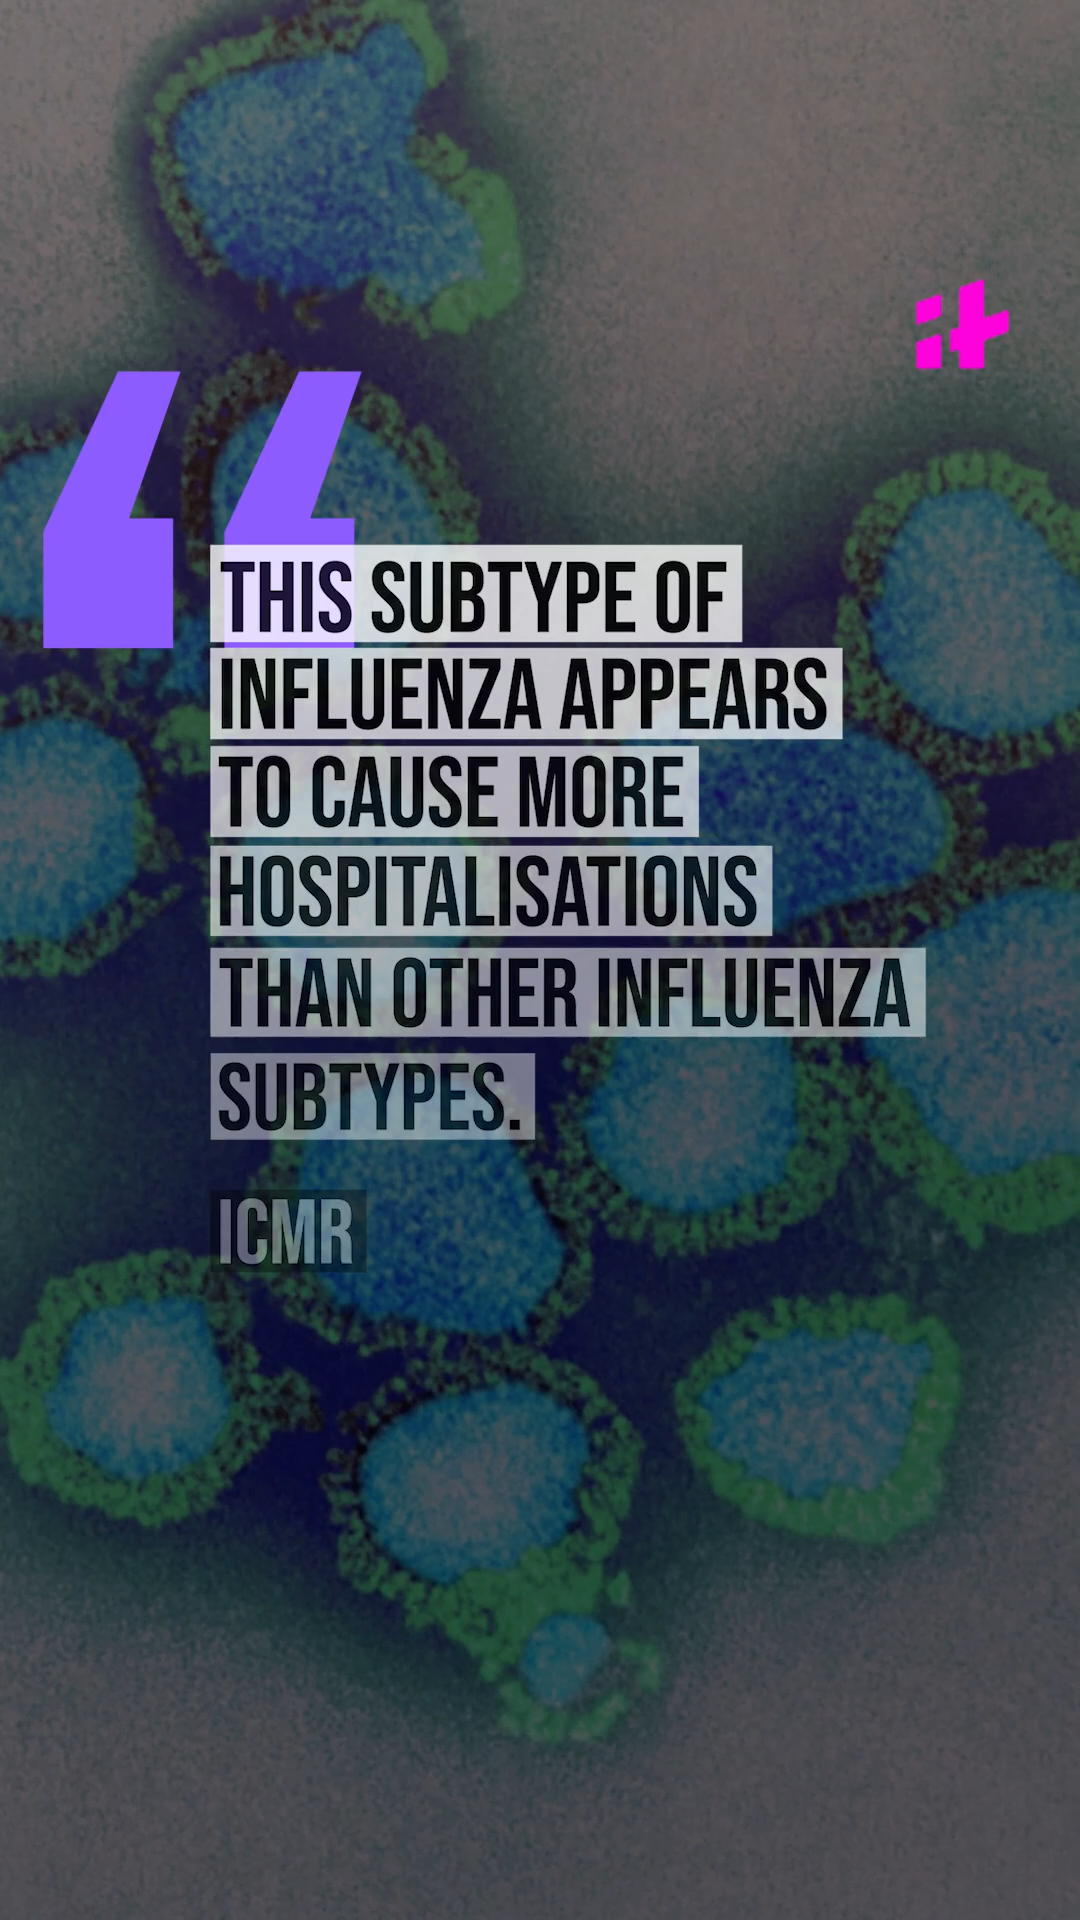 THIS SUBTYPE OF
INFLUENZA APPEARS
TO CAUSE MORE
HOSPITALISATIONS
THAN OTHER INFLUENZA
SUBTYPES.
ICMR